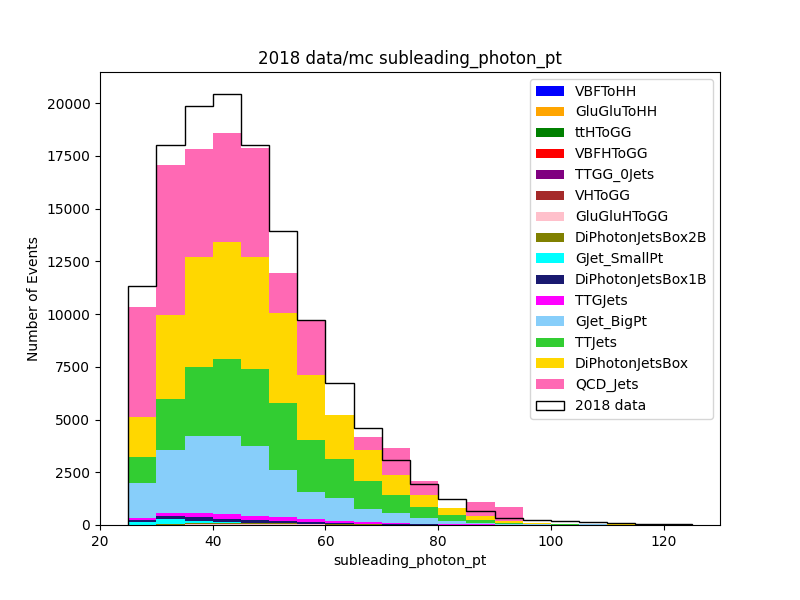 2018 data/mc subleading_photon_pt
VBFToHH
GluGluToHH
ttHToGG
VBFHToGG
TTGG_0Jets
VHToGG
GluGluHToGG
DiPhotonJetsBox2B
GJet_SmallPt
DiPhotonJetsBox1B
TTGJets
GJet_BigPt
TTJets
DiPhotonJetsBox
QCD_Jets
2018 data
Number of Events
20000
17500
15000
12500
10000
7500
5000
2500
0
20
40
60
80
100
120
subleading_photon_pt